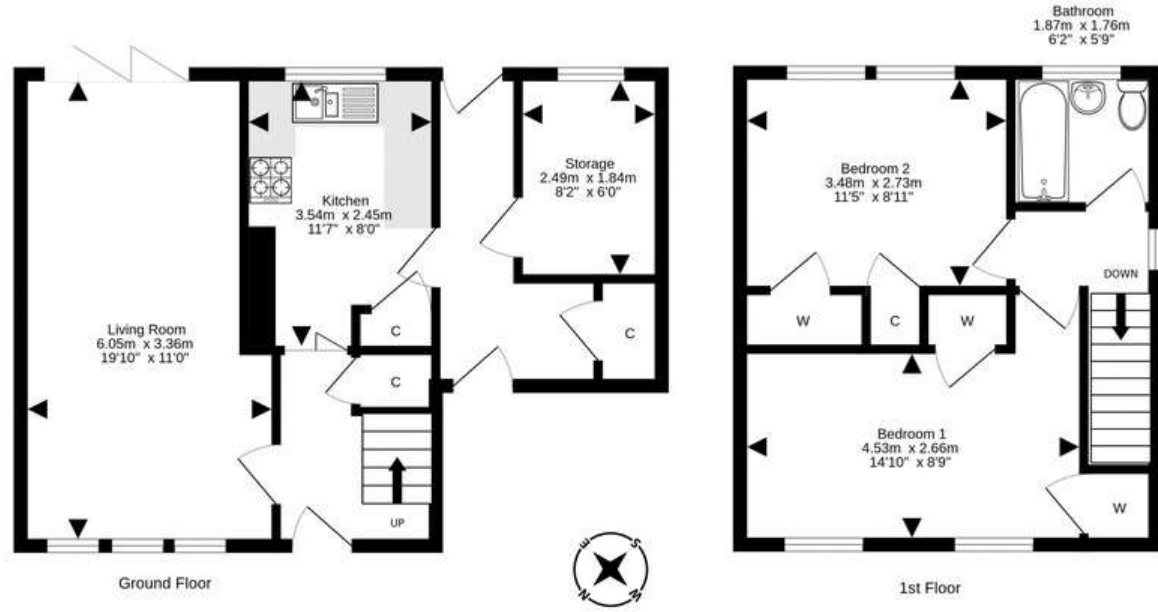 Bathroom
1.87m x 1.76m
6'2" x 5'9"
Storage
2.49m x 1.84m
8'2" x 6'0"
Kitchen
3.54m x 2.45m
11'7" x 8'0"
Living Room
6.05m x 3.36m
19'10" x 11'0"
C
C
C
UP
Ground Floor
Bedroom 2
3.48m x 2.73m
11'5" x 8'11"
DOWN
W
C
W
Bedroom 1
4.53m x 2.66m
14'10" x 8'9"
W
1st Floor
E
S
N
W